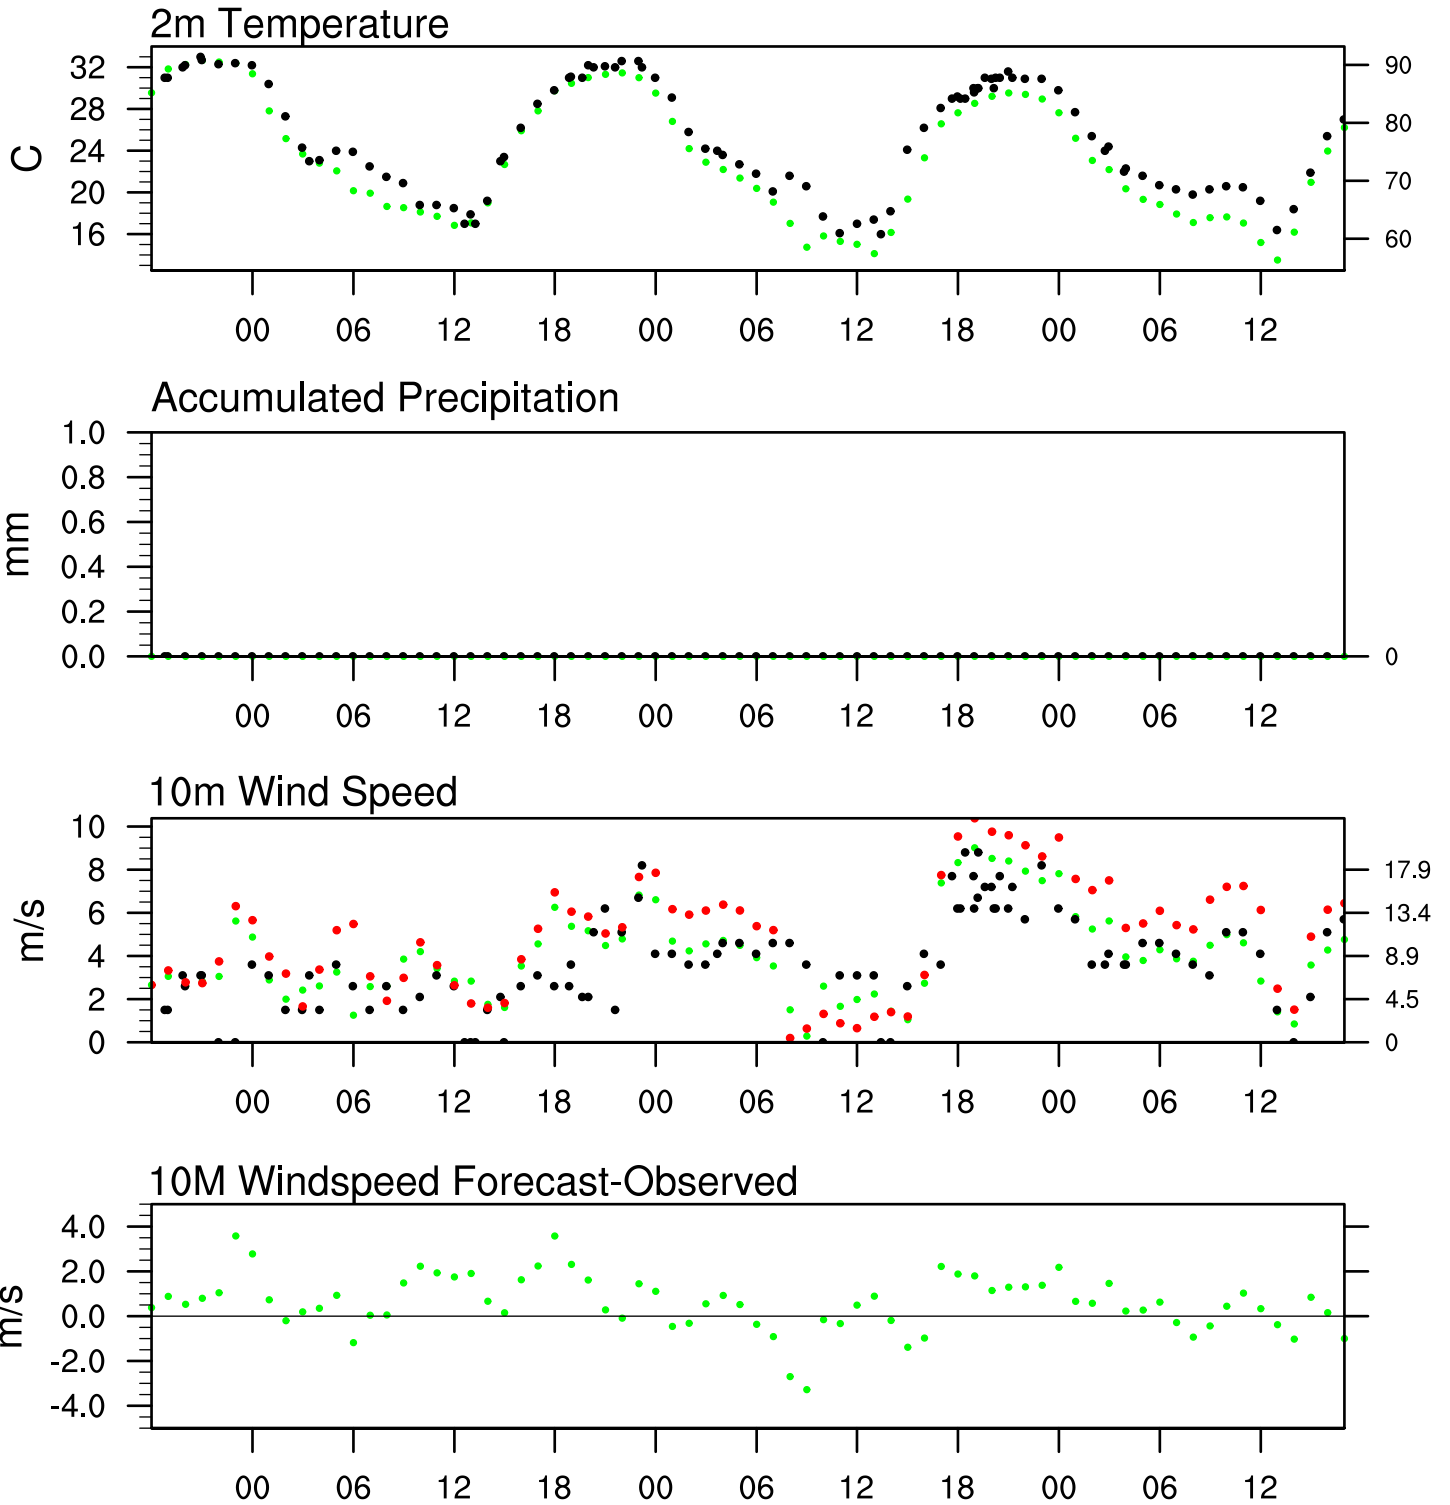 2m Temperature
32 90
28
80
24
C
70
20
16 60
00 06 12 18 00 06 12 18 00 06 12
Accumulated Precipitation
1.0
0.8
0.6
mm
0.4
0.2
0.0 0
00 06 12 18 00 06 12 18 00 06 12
10m Wind Speed
10
8 17.9
6 13.4
m/s
4 8.9
2 4.5
0 0
00 06 12 18 00 06 12 18 00 06 12
10M Windspeed Forecast-Observed
4.0
2.0
0.0
m/s
-2.0
-4.0
00 06 12 18 00 06 12 18 00 06 12